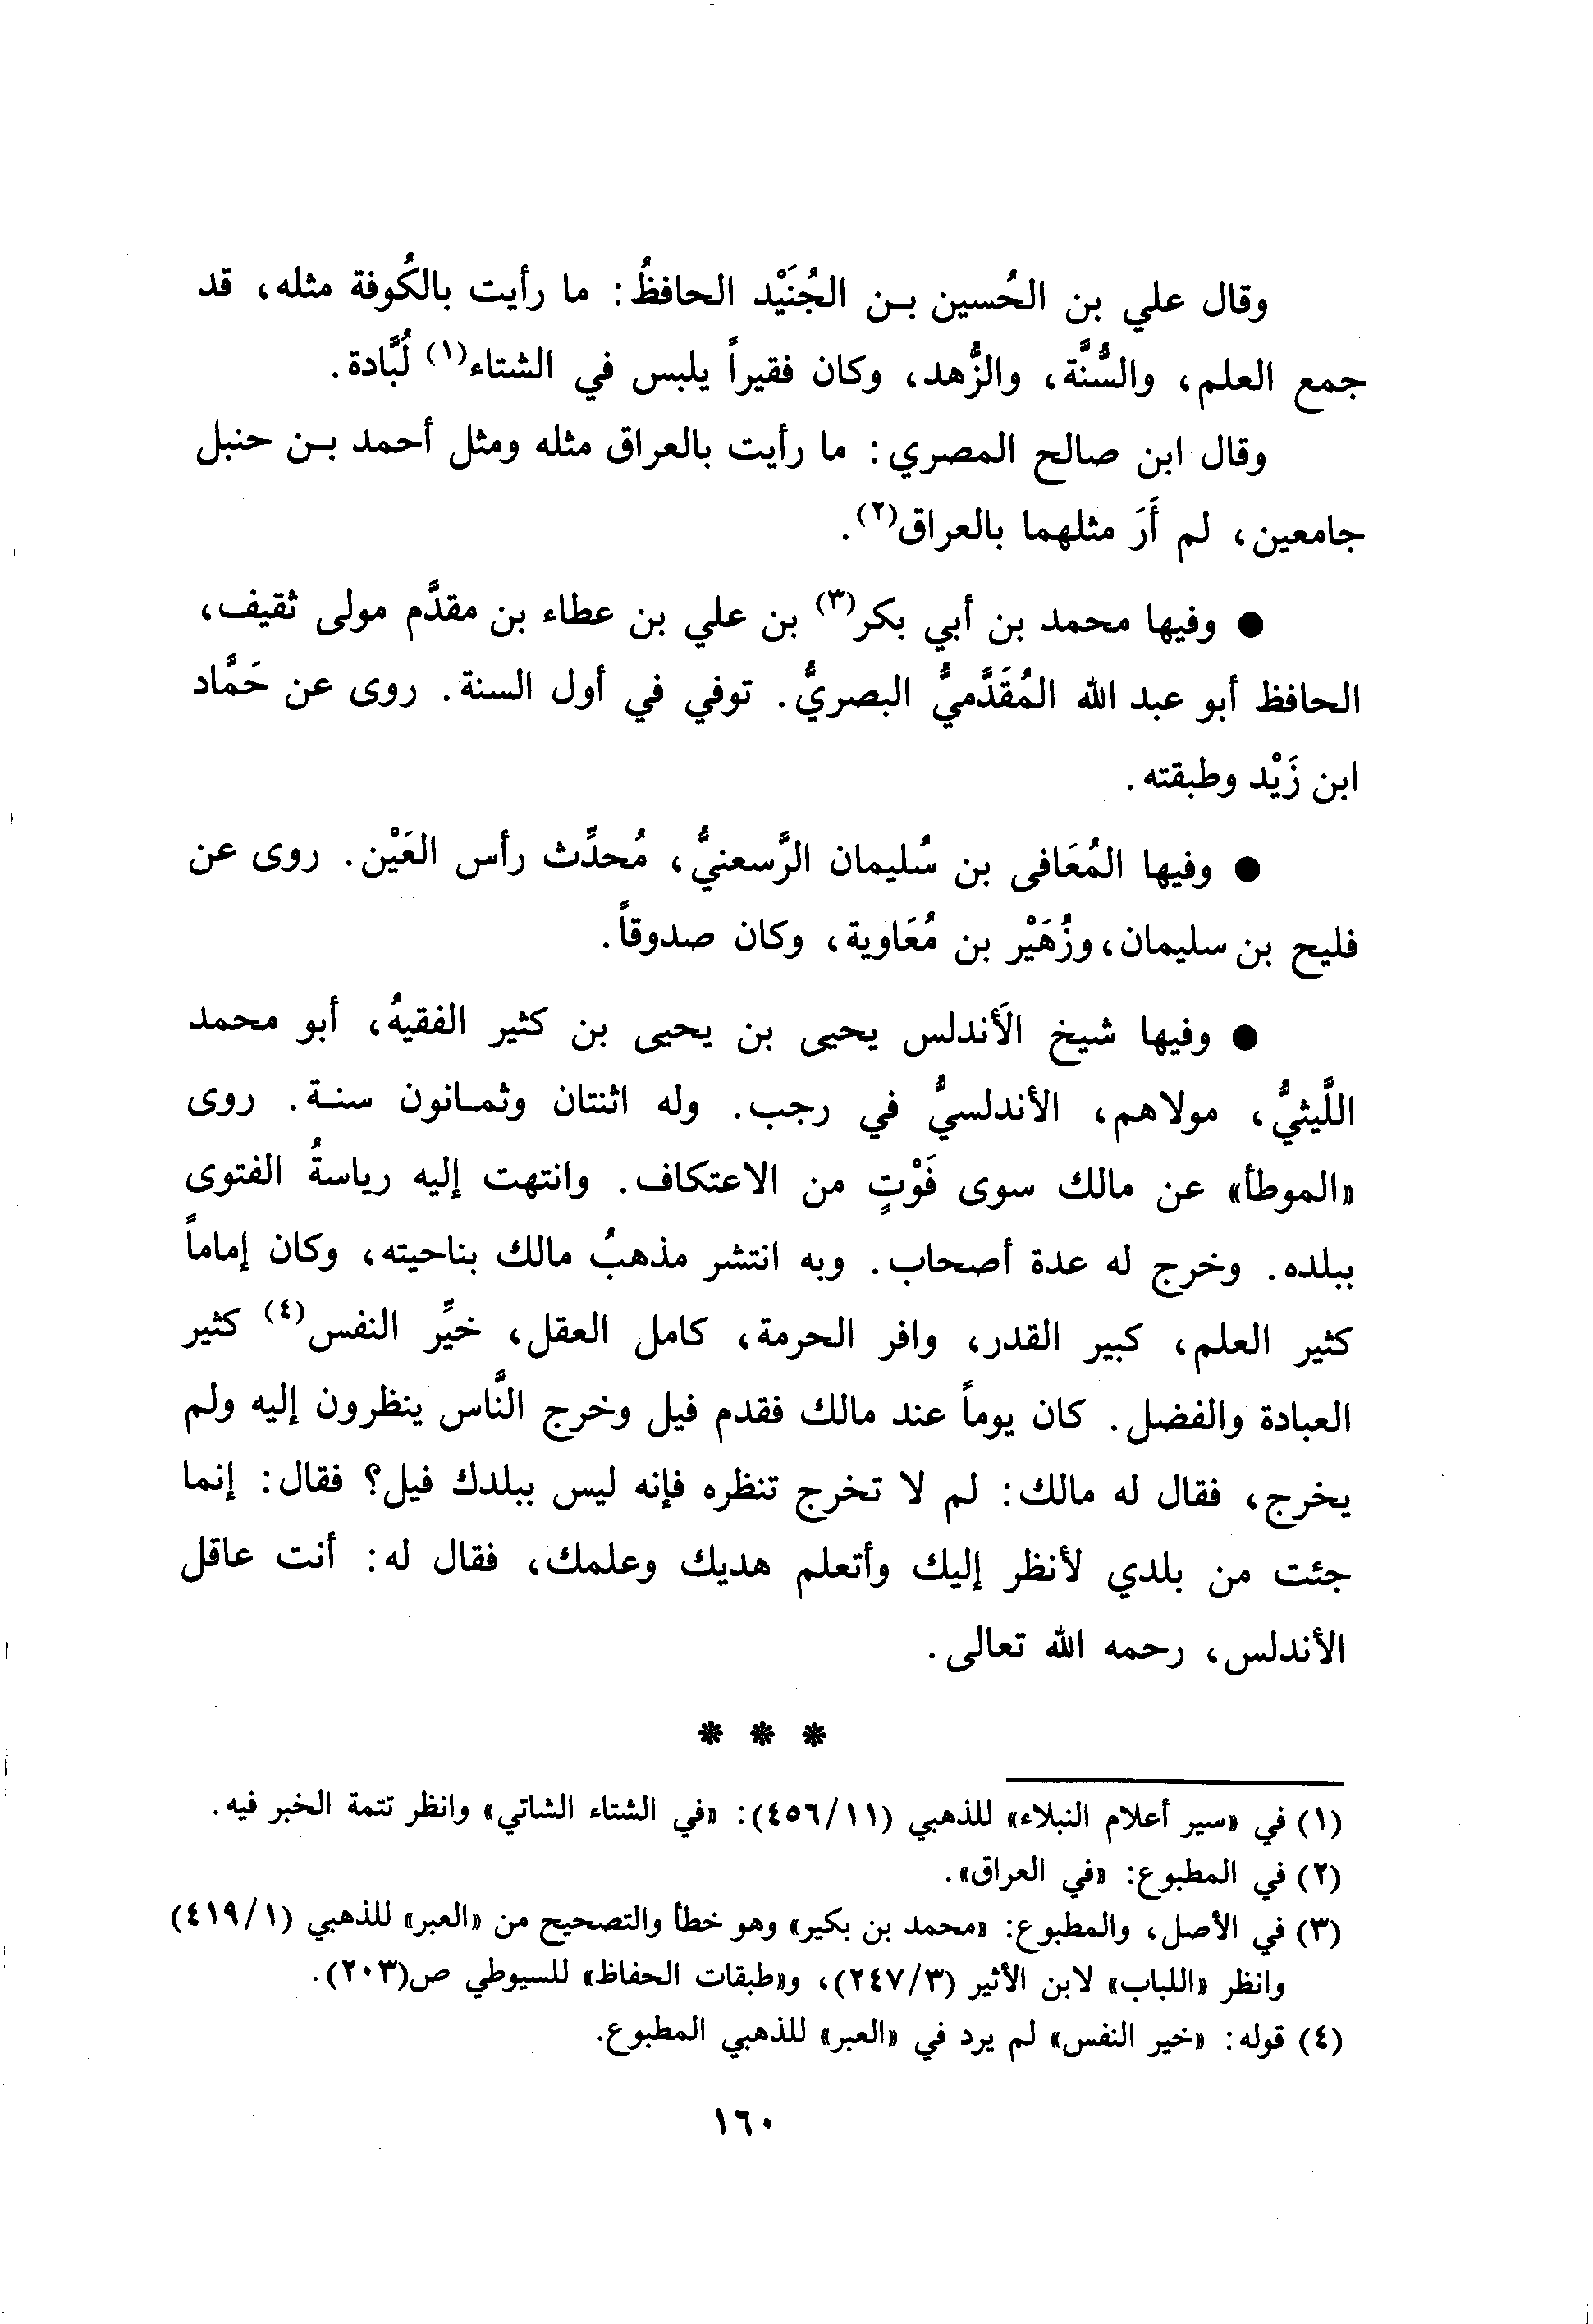 وقال علي بن الحُسين بـن الجُنَيْد الحافظُ: ما رأيت بالكُوفة مثله، قد
جمع العلم، والسُّنَّة، والزُّهد، وكان فقيراً يلبس في الشتاء(١) لُبَّادة.
وقال ابن صالح المصري: ما رأيت بالعراق مثله ومثل أحمد بـن حنبل
جامعين، لم أَرَ مثلهما بالعراق(٢).
● وفيها محمد بن أبي بكر(٣) بن علي بن عطاء بن مقدَّم مولى ثقيف،
الحافظ أبو عبد الله المُقَدَّميُّ البصريُّ. توفي في أول السنة. روى عن حَمَّاد
ابن زَيْد وطبقته.
● وفيها المُعَافى بن سُليمان الرَّسعنيُّ، مُحدِّث رأس العَيْن. روى عن
فليح بن سليمان، وزُهَيْر بن مُعَاوية، وكان صدوقاً.
● وفيها شيخ الأَندلس يحيى بن يحيى بن كثير الفقيهُ، أبو محمد
اللَّيثيُّ، مولاهم، الأندلسيُّ في رجب. وله اثنتان وثمـانون سنـة. روى
«الموطأ» عن مالك سوى فَوْتٍ من الاعتكاف. وانتهت إليه رياسةُ الفتوى
ببلده. وخرج له عدة أصحاب. وبه انتشر مذهبُ مالك بناحيته، وكان إماماً
كثير العلم، كبير القدر، وافر الحرمة، كامل العقل، خيِّر النفس(٤) كثير
العبادة والفضل. كان يوماً عند مالك فقدم فيل وخرج النَّاس ينظرون إليه ولم
يخرج، فقال له مالك: لم لا تخرج تنظره فإنه ليس ببلدك فيل؟ فقال: إنما
جئت من بلدي لأنظر إليك وأتعلم هديك وعلمك، فقال له: أنت عاقل
الأندلس، رحمه الله تعالى.
* * *
(١) في «سير أعلام النبلاء» للذهبي (١١/٤٥٦): «في الشتاء الشاتي» وانظر تتمة الخبر فيه.
(٢) في المطبوع: «في العراق».
(٣) في الأصل، والمطبوع: «محمد بن بكير» وهو خطأ والتصحيح من «العبر» للذهبي (١/٤١٩)
وانظر «اللباب» لابن الأثير (٣/٢٤٧)، و«طبقات الحفاظ» للسيوطي ص(٢٠٣).
(٤) قوله: «خير النفس» لم يرد في «العبر» للذهبي المطبوع.
١٦٠